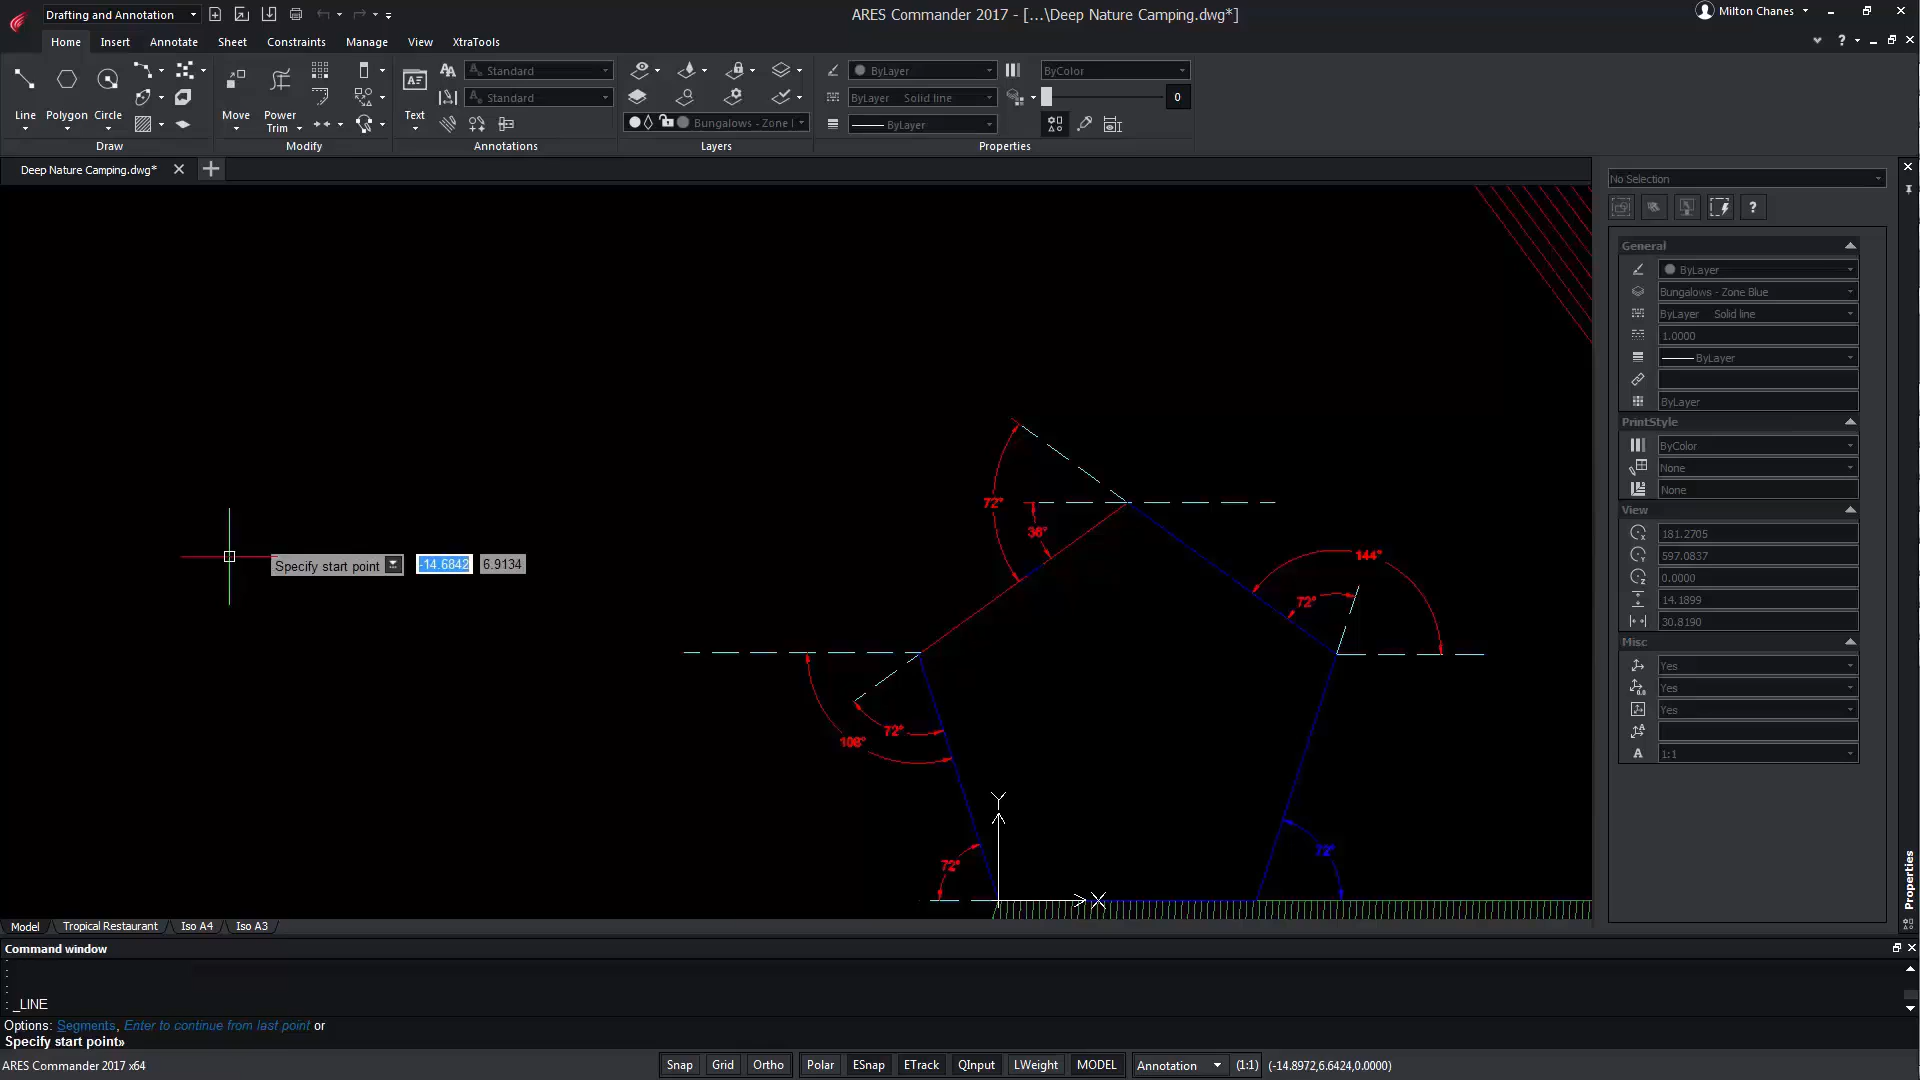 Drafting and Annotation
ARES Commander 2017 - [...\Deep Nature Camping.dwg*]
Milton Chanes
Home Insert Annotate Sheet Constraints Manage View XtraTools
Line Polygon Circle
Draw
Move Power Trim
Modify
Text
Standard
Standard
Annotations
Bungalows - Zone
Layers
ByLayer
ByLayer Solid line
ByLayer
ByColor
0
Properties
Deep Nature Camping.dwg*
No Selection
General
ByLayer
Bungalows - Zone Blue
ByLayer Solid line
1.0000
ByLayer
ByLayer
PrintStyle
ByColor
None
None
View
181.2705
597.0837
0.0000
14.1899
30.8190
Misc
Yes
Yes
Yes
1:1
Properties
72°
36°
144°
72°
Specify start point -14.6842 6.9134
72°
108°
Y
72°
72°
X
Model Tropical Restaurant Iso A4 Iso A3
Command window
:
:
: _LINE
Options: Segments, Enter to continue from last point or
Specify start point»
ARES Commander 2017 x64
Snap Grid Ortho Polar ESnap ETrack QInput LWeight MODEL Annotation (1:1) (-14.8972,6.6424,0.0000)